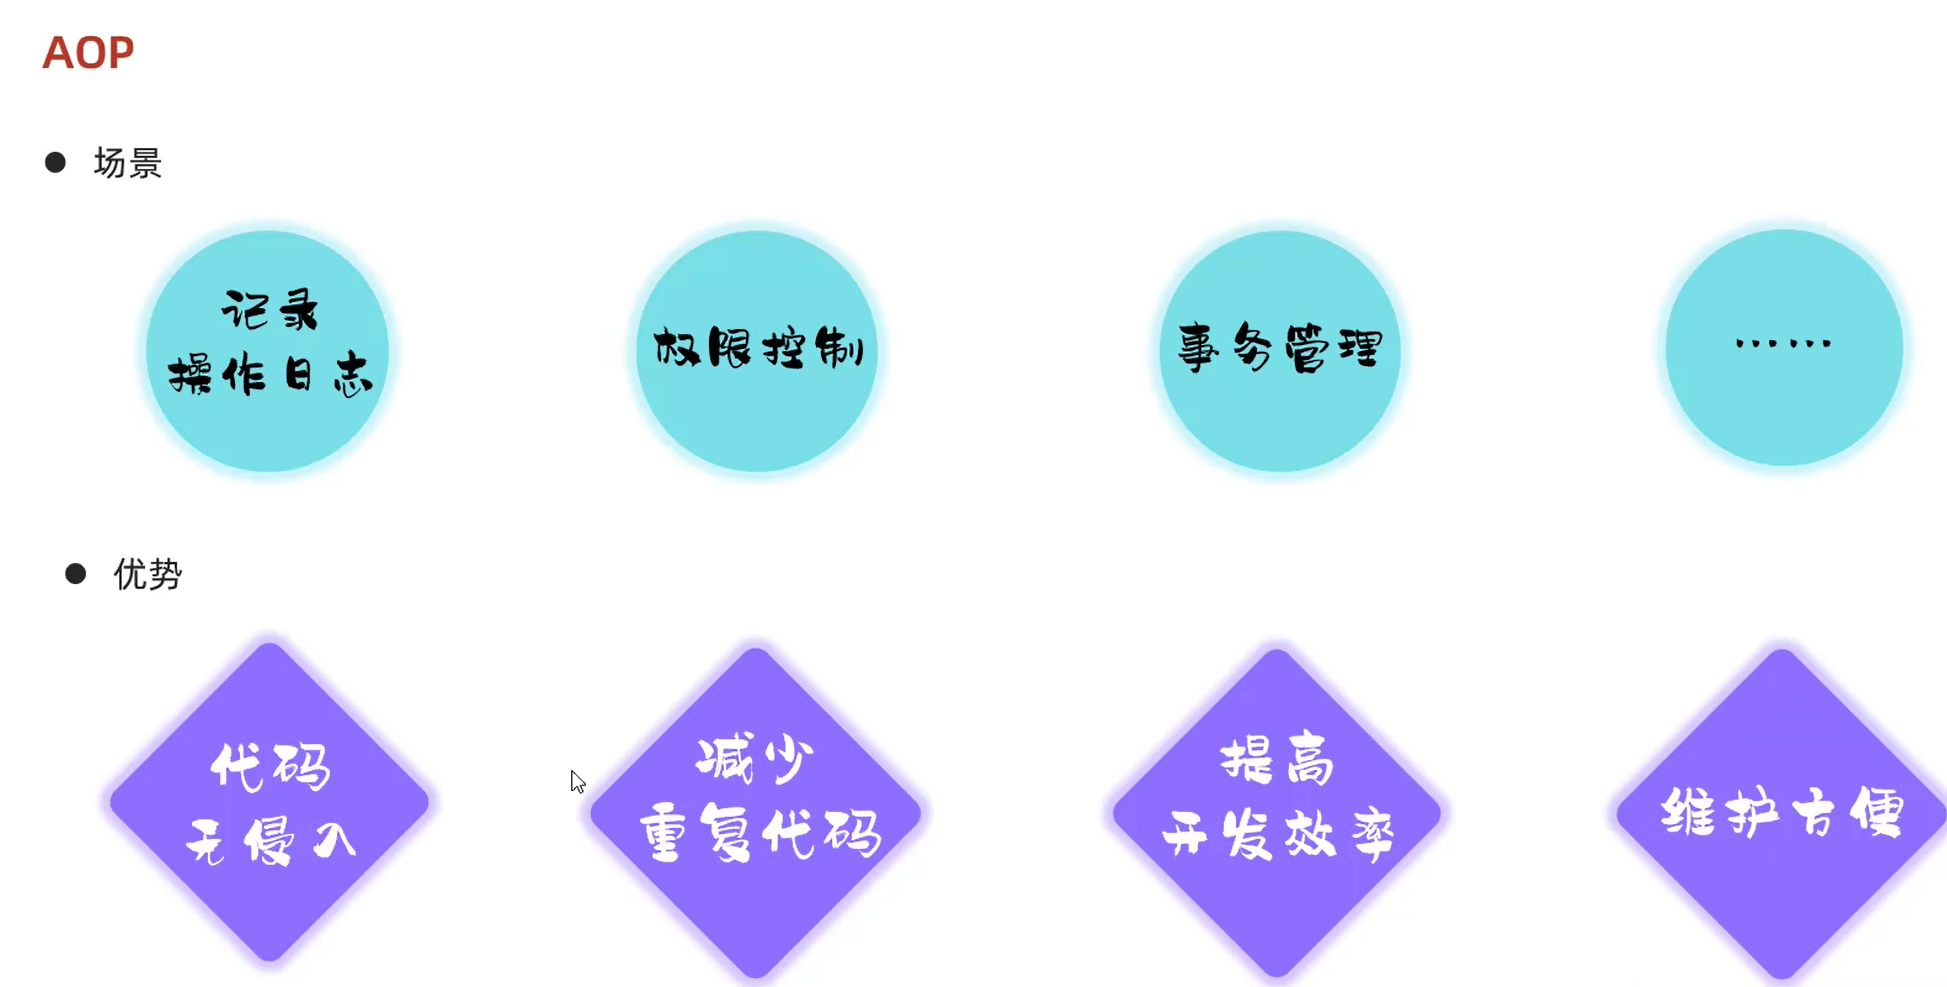 AOP
● 场景
记录
操作日志
权限控制
事务管理
……
● 优势
代码
无侵入
减少
重复代码
提高
开发效率
维护方便